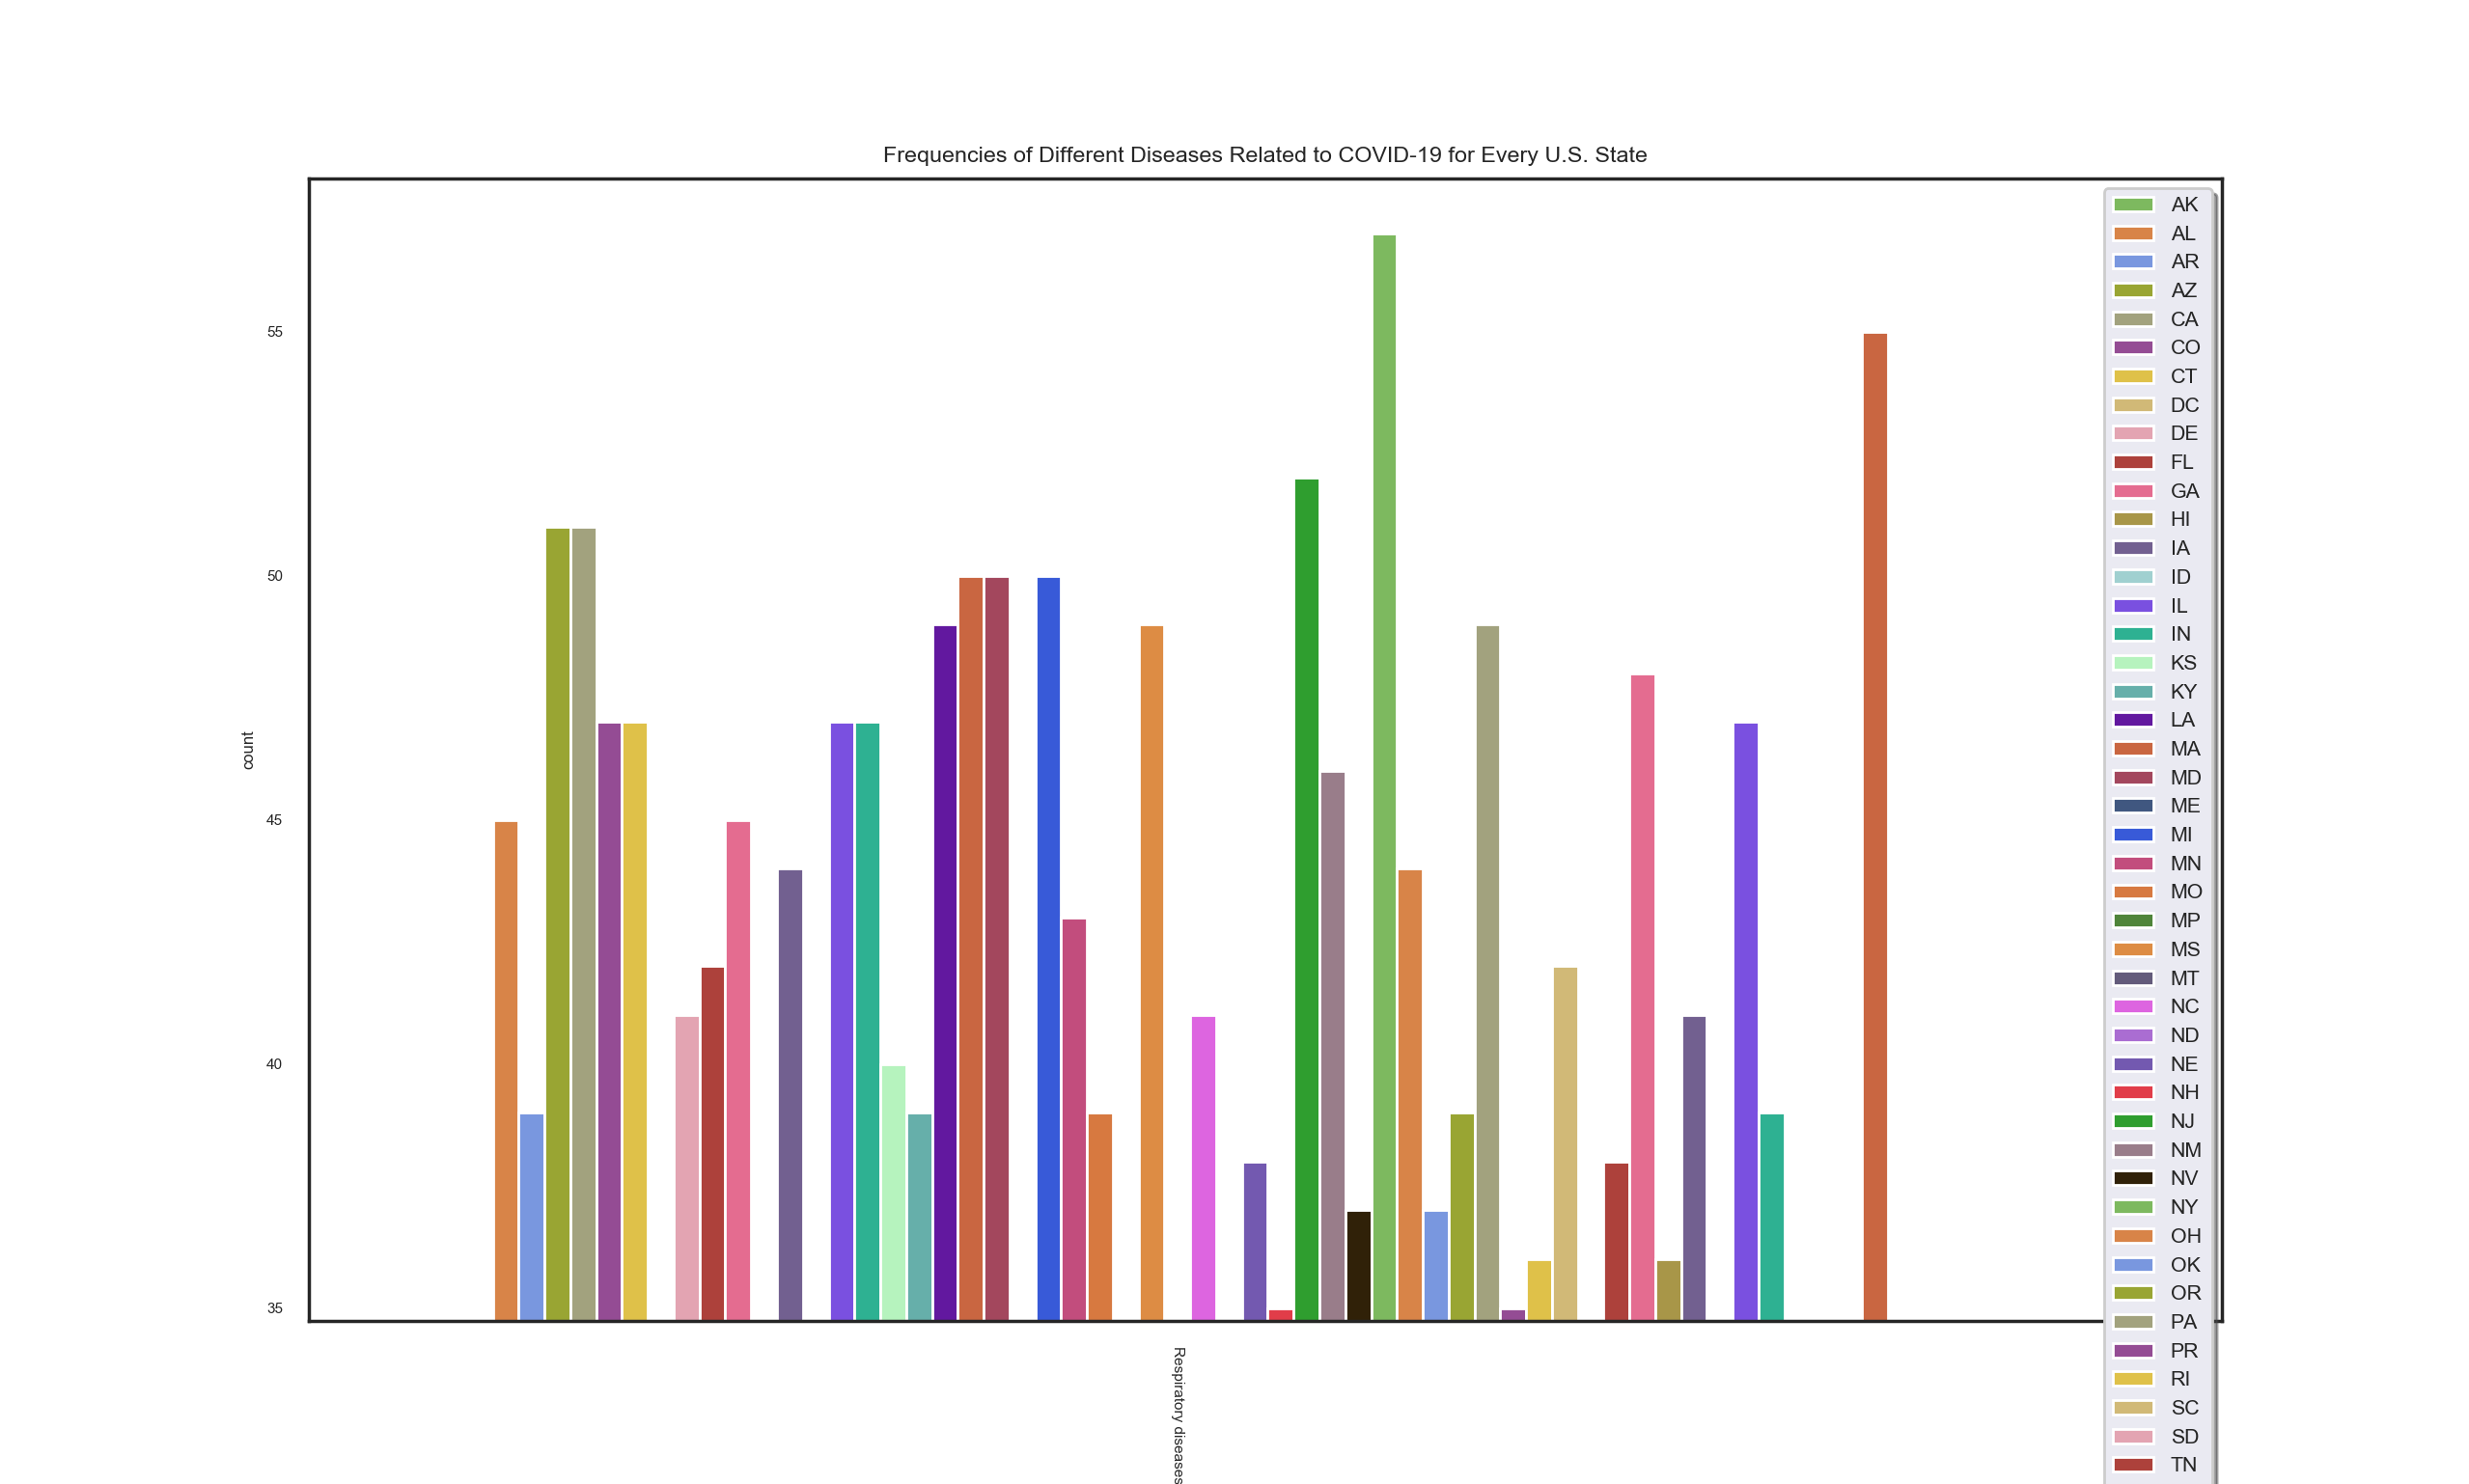 Frequencies of Different Diseases Related to COVID-19 for Every U.S. State
55
50
45
40
35
count
Respiratory diseases
AK
AL
AR
AZ
CA
CO
CT
DC
DE
FL
GA
HI
IA
ID
IL
IN
KS
KY
LA
MA
MD
ME
MI
MN
MO
MP
MS
MT
NC
ND
NE
NH
NJ
NM
NV
NY
OH
OK
OR
PA
PR
RI
SC
SD
TN